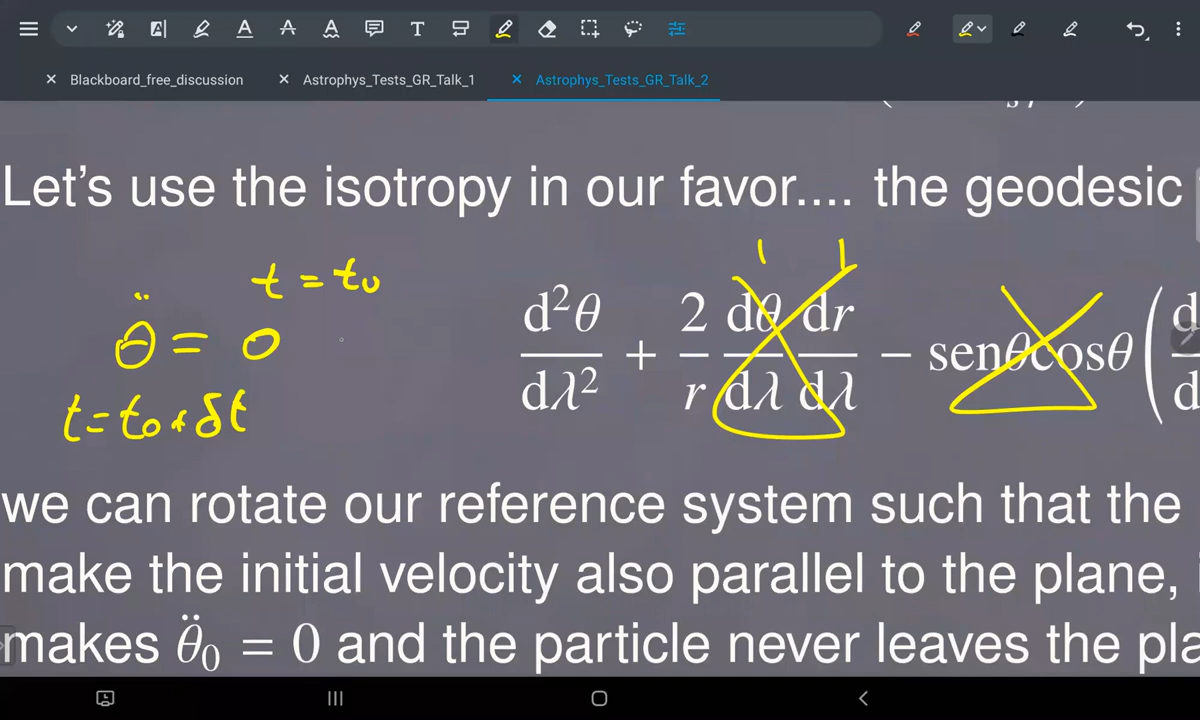 Blackboard_free_discussion Astrophys_Tests_GR_Talk_1 Astrophys_Tests_GR_Talk_2
Let's use the isotropy in our favor.... the geodesic
t = t₀
θ̈ = 0
t = t₀ + δt
d²θ/dλ² + 2/r dθ/dλ dr/dλ − senθcosθ (d/d
we can rotate our reference system such that the
make the initial velocity also parallel to the plane,
makes θ̈₀ = 0 and the particle never leaves the pla